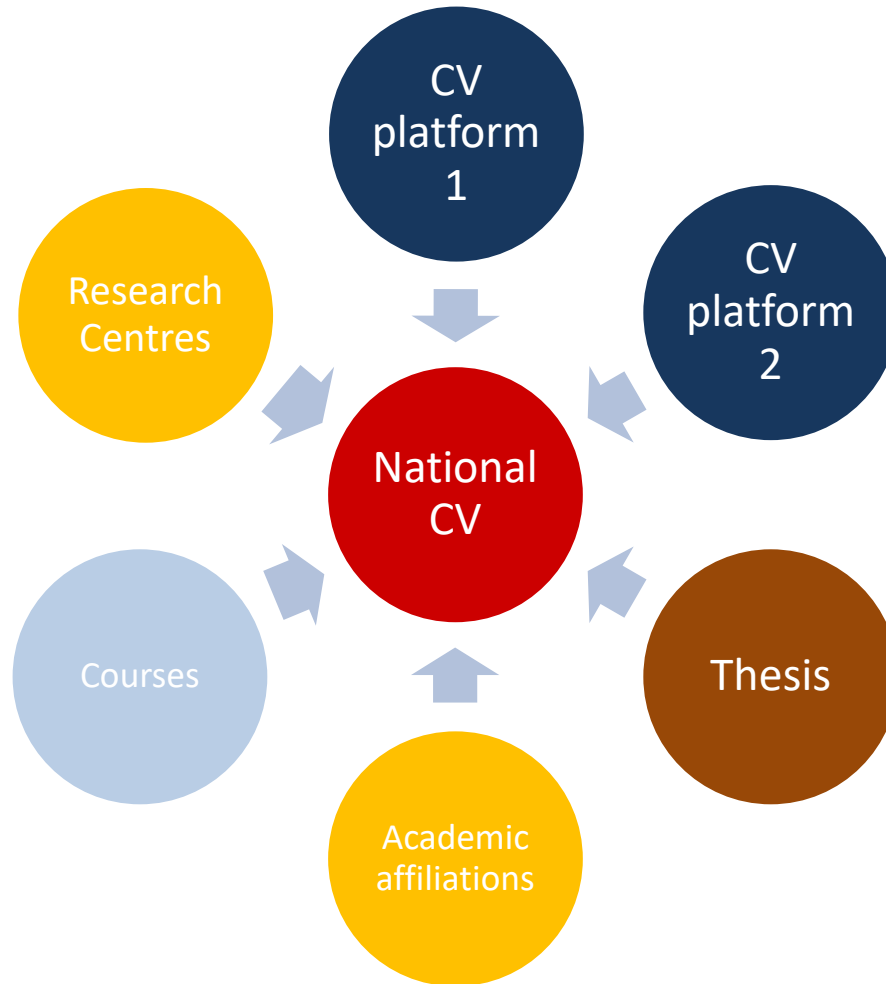 CV
platform
1
CV
platform
2
Research
Centres
National
CV
Courses
Thesis
Academic
affiliations